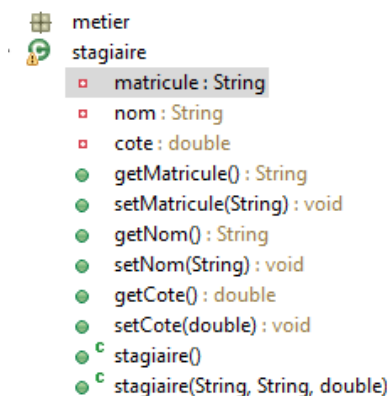 metier
stagiaire
matricule : String
nom : String
cote : double
getMatricule() : String
setMatricule(String) : void
getNom() : String
setNom(String) : void
getCote() : double
setCote(double) : void
c stagiaire()
c stagiaire(String, String, double)